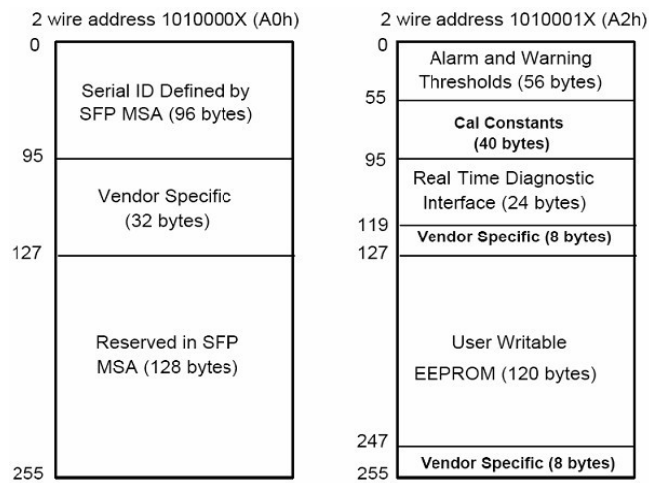 2 wire address 1010000X (A0h)
0
Serial ID Defined by
SFP MSA (96 bytes)
95
Vendor Specific
(32 bytes)
127
Reserved in SFP
MSA (128 bytes)
255
2 wire address 1010001X (A2h)
0
Alarm and Warning
Thresholds (56 bytes)
55
Cal Constants
(40 bytes)
95
Real Time Diagnostic
Interface (24 bytes)
119
Vendor Specific (8 bytes)
127
User Writable
EEPROM (120 bytes)
247
Vendor Specific (8 bytes)
255